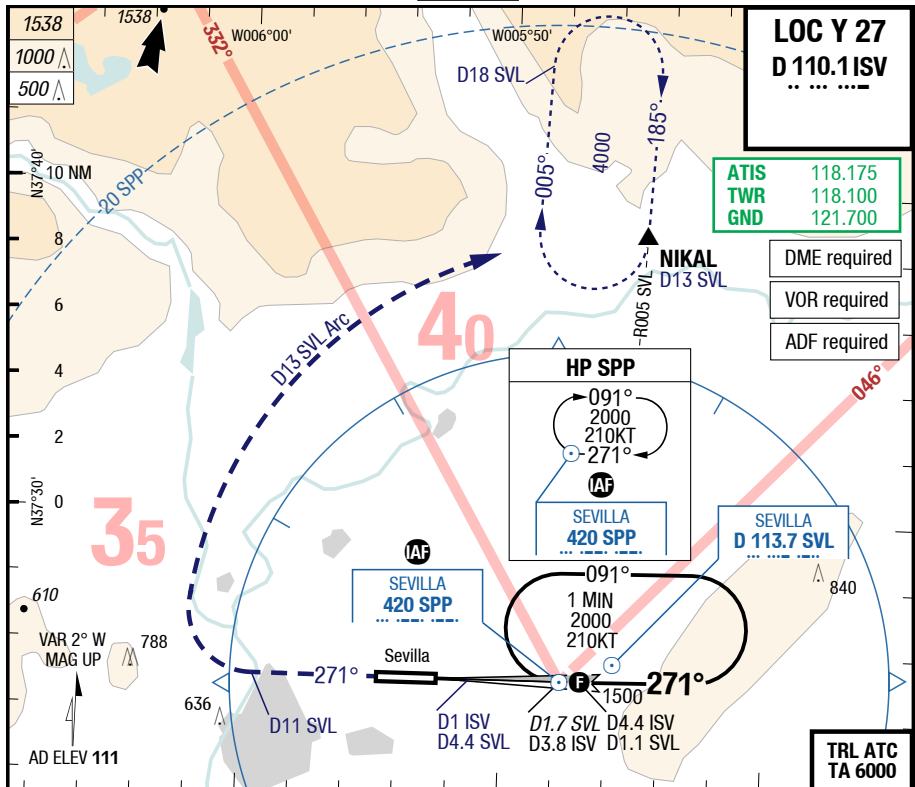 1538
1000
500
1538
332°
W006°00'
W005°50'
D18 SVL
LOC Y 27
D 110.1 ISV
ATIS 118.175
TWR 118.100
GND 121.700
DME required
VOR required
ADF required
N37°40'
10 NM
8
6
4
2
0
N37°30'
20 SPP
005°
4000
185°
NIKAL
D13 SVL
R005 SVL
D13 SVL Arc
40
35
046°
HP SPP
091°
2000
210KT
271°
IAF
SEVILLA
420 SPP
SEVILLA
D 113.7 SVL
IAF
SEVILLA
420 SPP
091°
1 MIN
2000
210KT
840
610
VAR 2° W
MAG UP
788
636
AD ELEV 111
Sevilla
271°
D11 SVL
F
1500
271°
D1 ISV
D4.4 SVL
D1.7 SVL
D3.8 ISV
D4.4 ISV
D1.1 SVL
TRL ATC
TA 6000